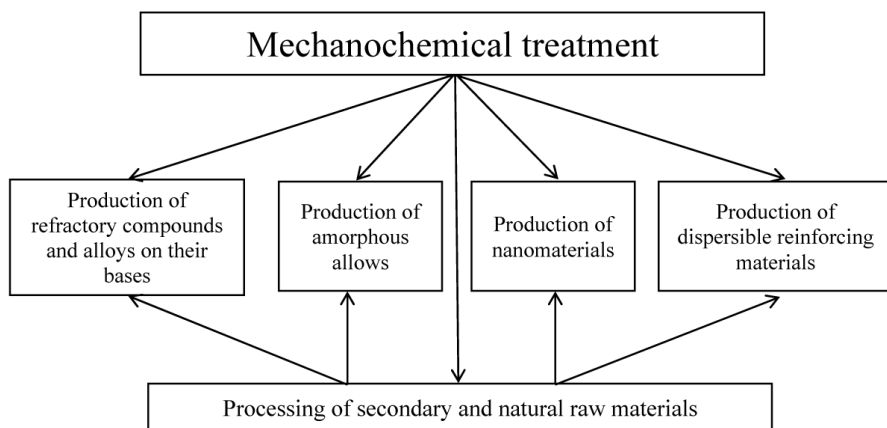 Mechanochemical treatment
Production of
refractory compounds
and alloys on their
bases
Production of
amorphous
allows
Production of
nanomaterials
Production of
dispersible reinforcing
materials
Processing of secondary and natural raw materials